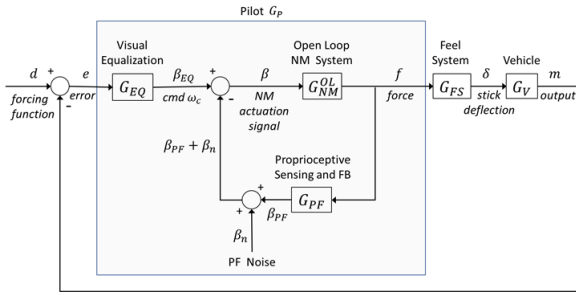 Pilot G_P
Visual
Equalization
Open Loop
NM System
Feel
System
Vehicle
d
+
-
e
G_EQ
β_EQ
+
-
β
G_NM^OL
f
G_FS
δ
G_V
m
forcing
function
error
cmd ω_c
NM
actuation
signal
force
stick
deflection
output
β_PF + β_n
Proprioceptive
Sensing and FB
+
+
β_PF
G_PF
β_n
PF Noise